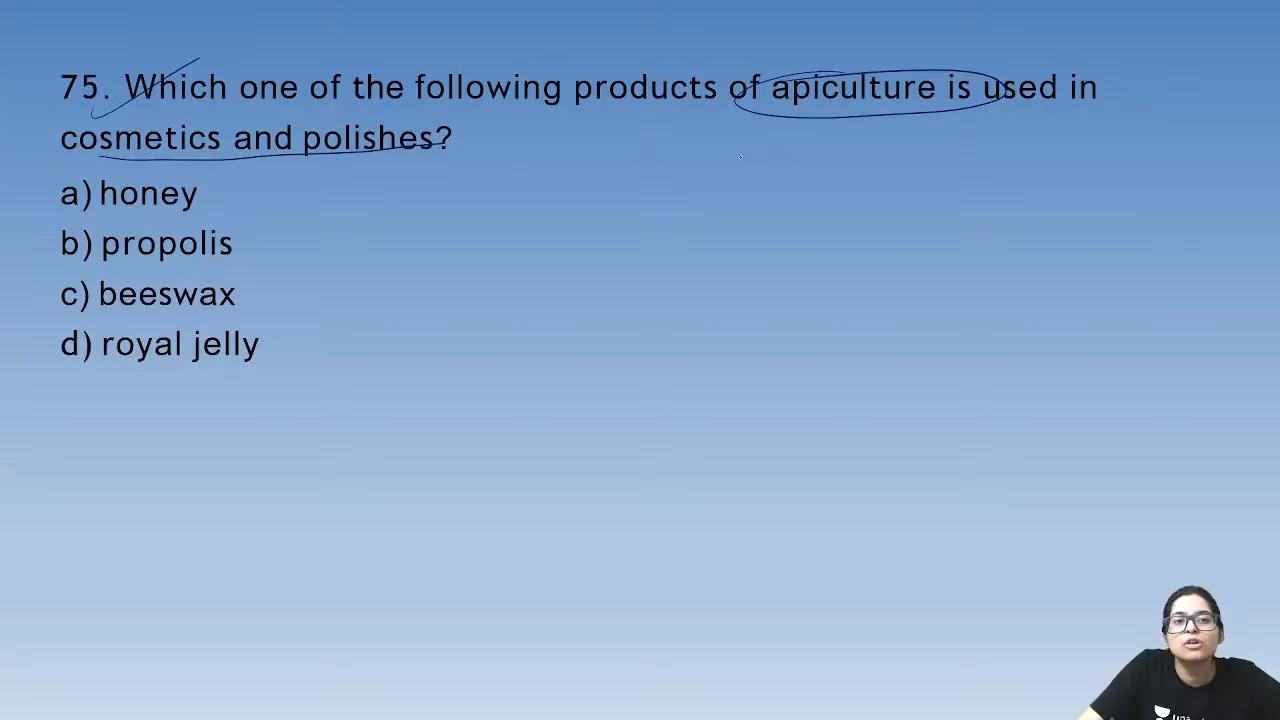 75. Which one of the following products of apiculture is used in
cosmetics and polishes?
a) honey
b) propolis
c) beeswax
d) royal jelly